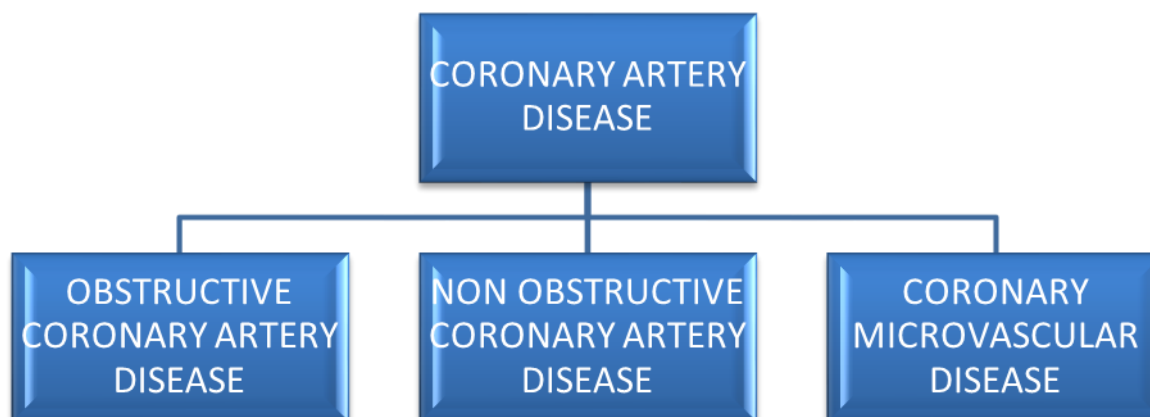 CORONARY ARTERY
DISEASE
OBSTRUCTIVE
CORONARY ARTERY
DISEASE
NON OBSTRUCTIVE
CORONARY ARTERY
DISEASE
CORONARY
MICROVASCULAR
DISEASE